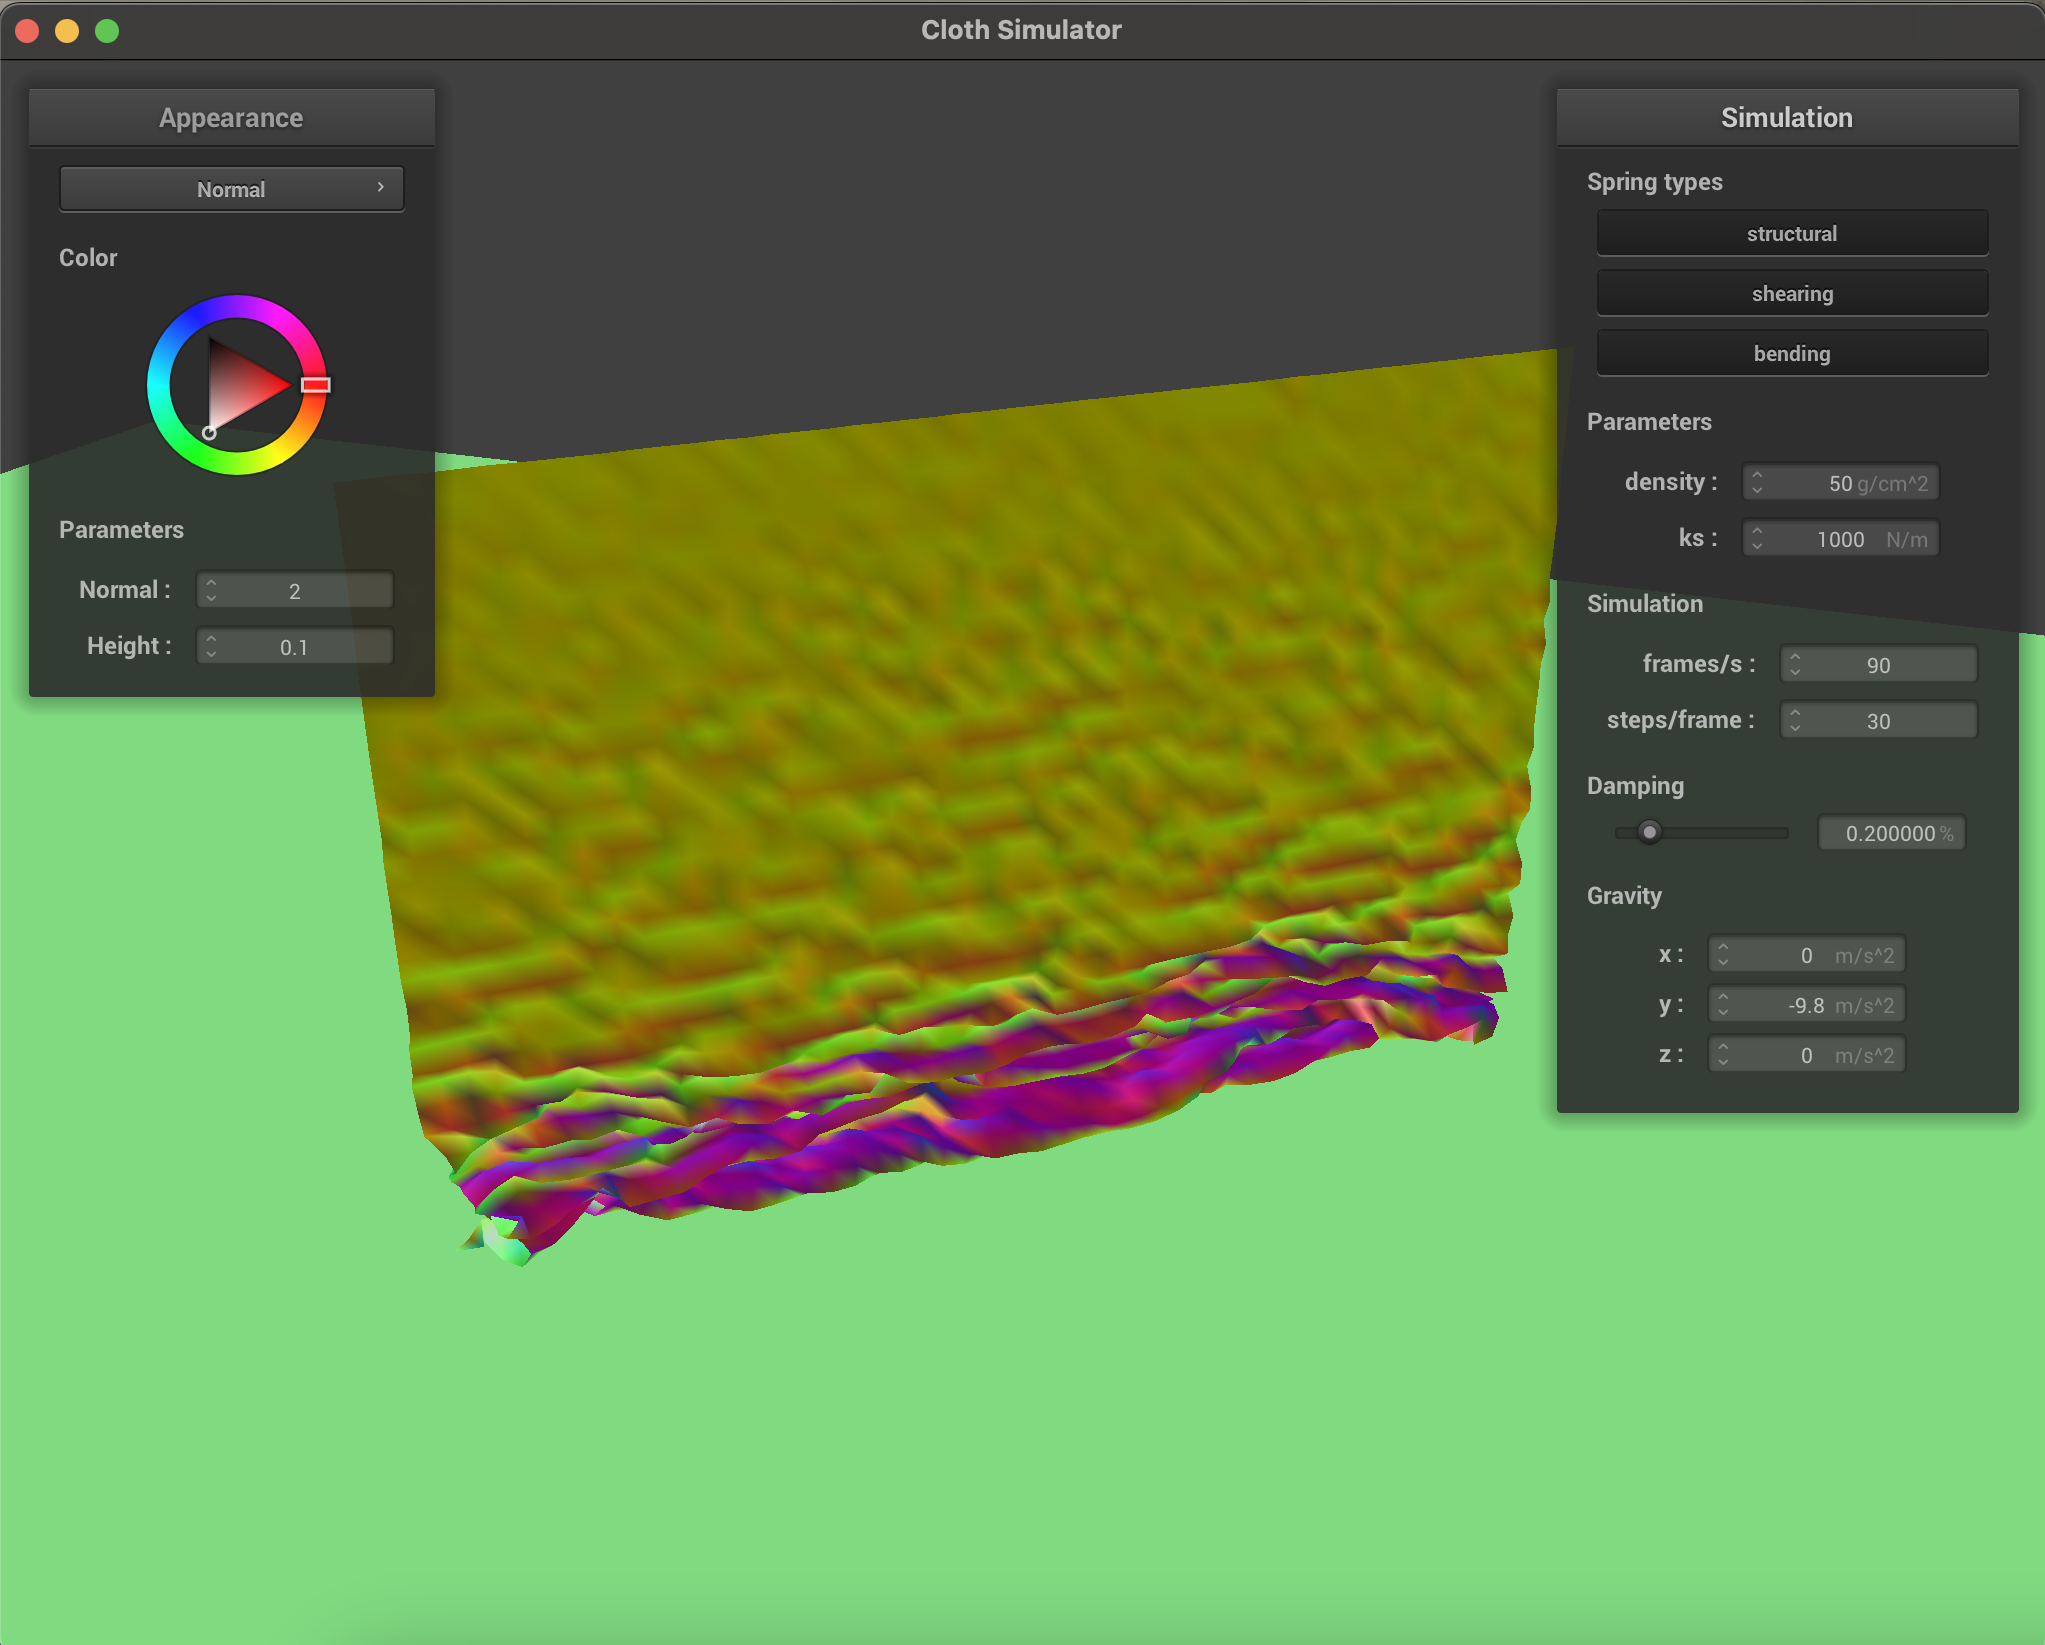 Cloth Simulator
Appearance
Normal
Color
Parameters
Normal : 2
Height : 0.1
Simulation
Spring types
structural
shearing
bending
Parameters
density : 50 g/cm^2
ks : 1000 N/m
Simulation
frames/s : 90
steps/frame : 30
Damping
0.200000 %
Gravity
x : 0 m/s^2
y : -9.8 m/s^2
z : 0 m/s^2